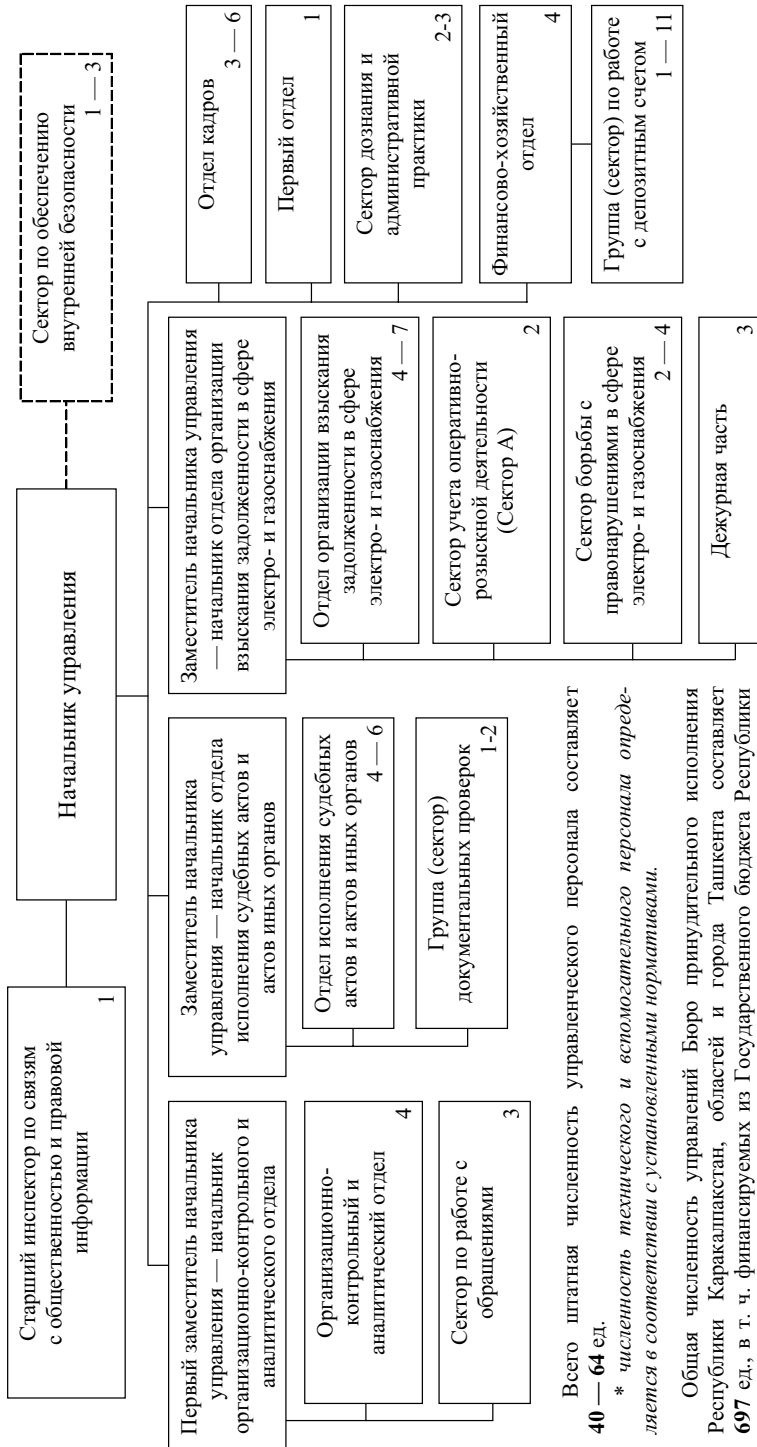 Старший инспектор по связям
с общественностью и правовой
информации
1
Начальник управления
Сектор по обеспечению
внутренней безопасности
1 — 3
Первый заместитель начальника
управления — начальник
организационно-контрольного и
аналитического отдела
Организационно-
контрольный и
аналитический отдел
4
Сектор по работе с
обращениями
3
Заместитель начальника
управления — начальник отдела
исполнения судебных актов и
актов иных органов
Отдел исполнения судебных
актов и актов иных органов
4 — 6
Группа (сектор)
документальных проверок
1-2
Заместитель начальника управления
— начальник отдела организации
взыскания задолженности в сфере
электро- и газоснабжения
Отдел организации взыскания
задолженности в сфере
электро- и газоснабжения
4 — 7
Сектор учета оперативно-
розыскной деятельности
(Сектор А)
2
Сектор борьбы с
правонарушениями в сфере
электро- и газоснабжения
2 — 4
Дежурная часть
3
Отдел кадров
3 — 6
Первый отдел
1
Сектор дознания и
административной
практики
2-3
Финансово-хозяйственный
отдел
4
Группа (сектор) по работе
с депозитным счетом
1 — 11
Всего штатная численность управленческого персонала составляет
40 — 64 ед.
* численность технического и вспомогательного персонала опреде-
ляется в соответствии с установленными нормативами.
Общая численность управлений Бюро принудительного исполнения
Республики Каракалпакстан, областей и города Ташкента составляет
697 ед., в т. ч. финансируемых из Государственного бюджета Республики